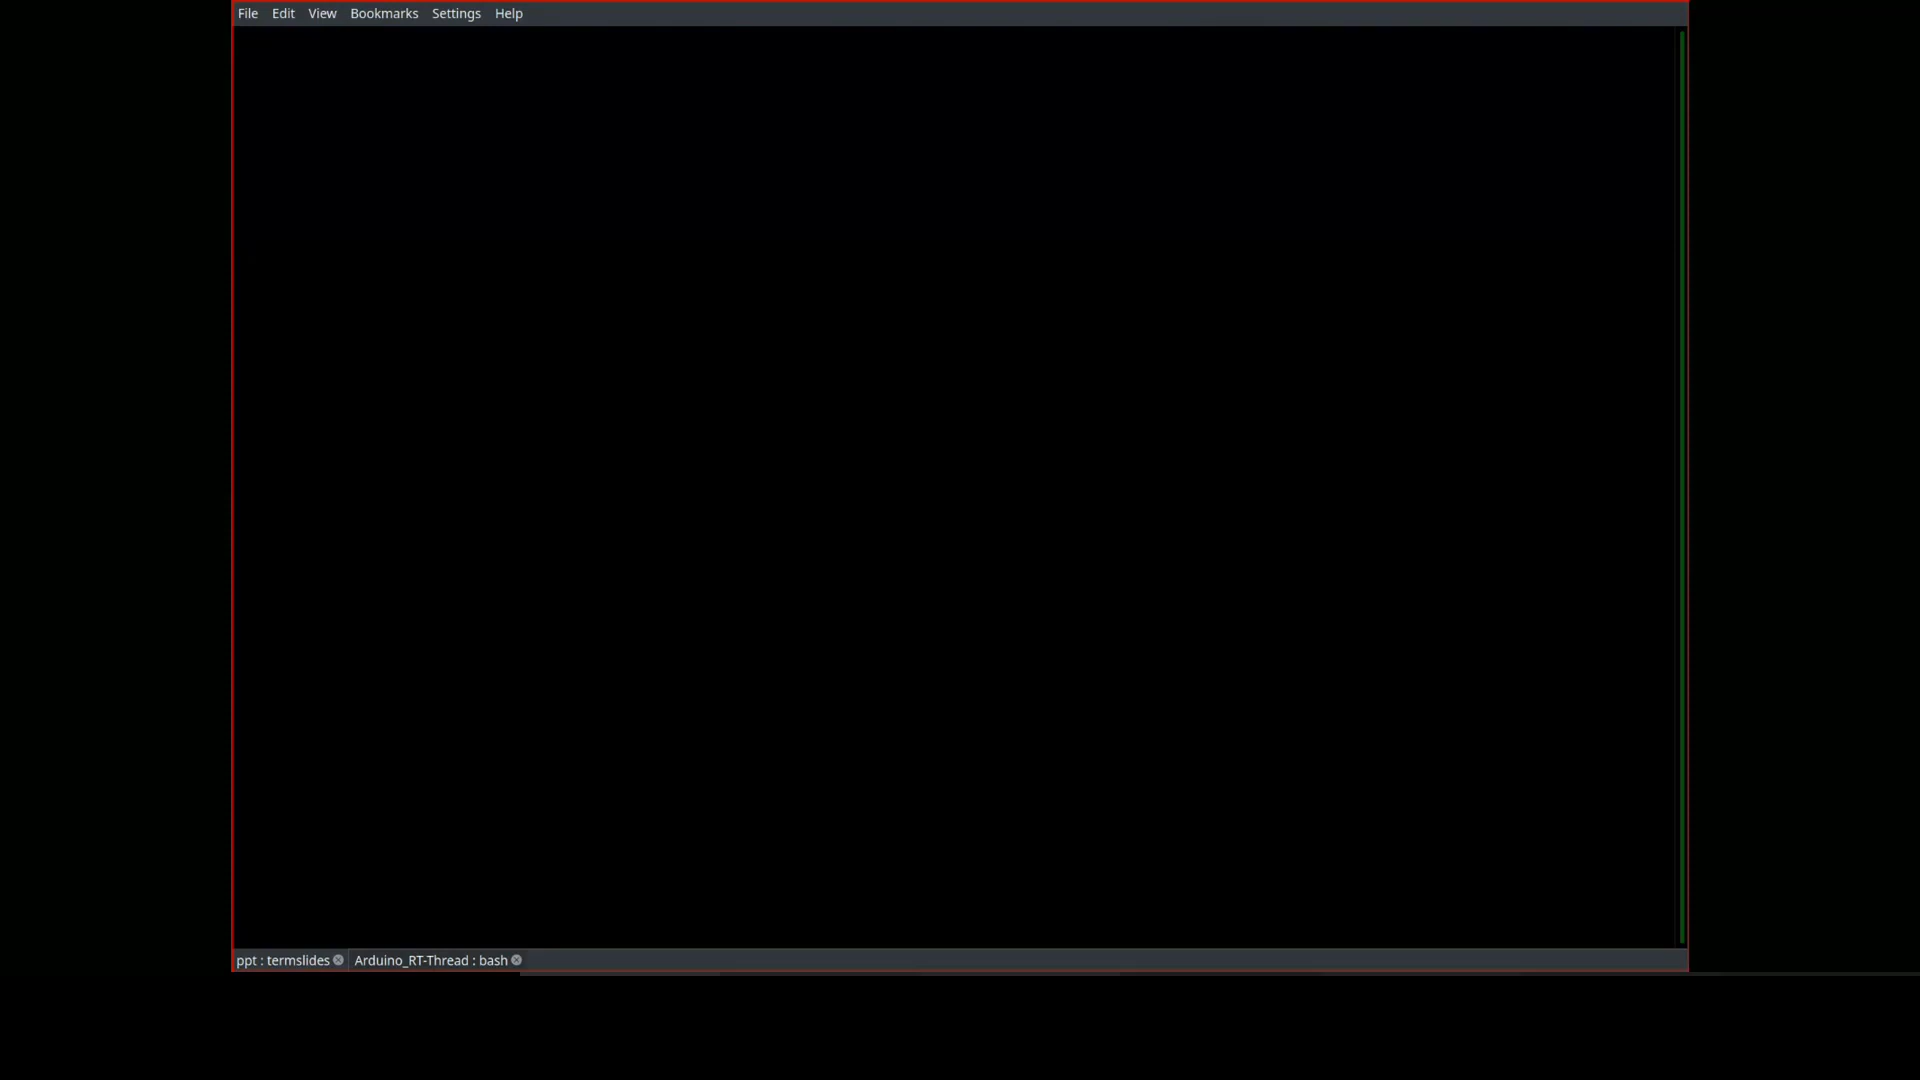 File Edit View Bookmarks Settings Help
ppt : termslides Arduino_RT-Thread : bash